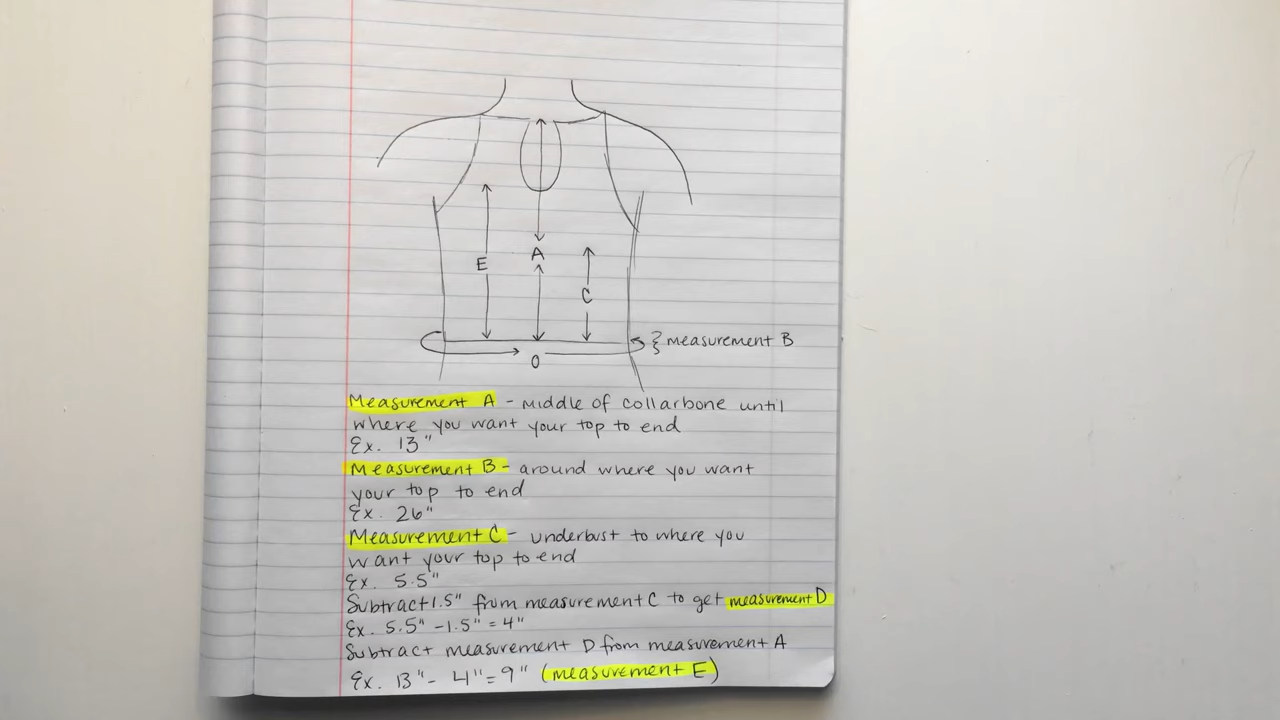 E
A
C
measurement B
0
Measurement A - middle of collarbone until
where you want your top to end
Ex. 13"
Measurement B - around where you want
your top to end
Ex. 26"
Measurement C - underbust to where you
want your top to end
Ex. 5.5"
Subtract 1.5" from measurement C to get measurement D
Ex. 5.5" - 1.5" = 4"
Subtract measurement D from measurement A
Ex. 13" - 4" = 9" (measurement E)